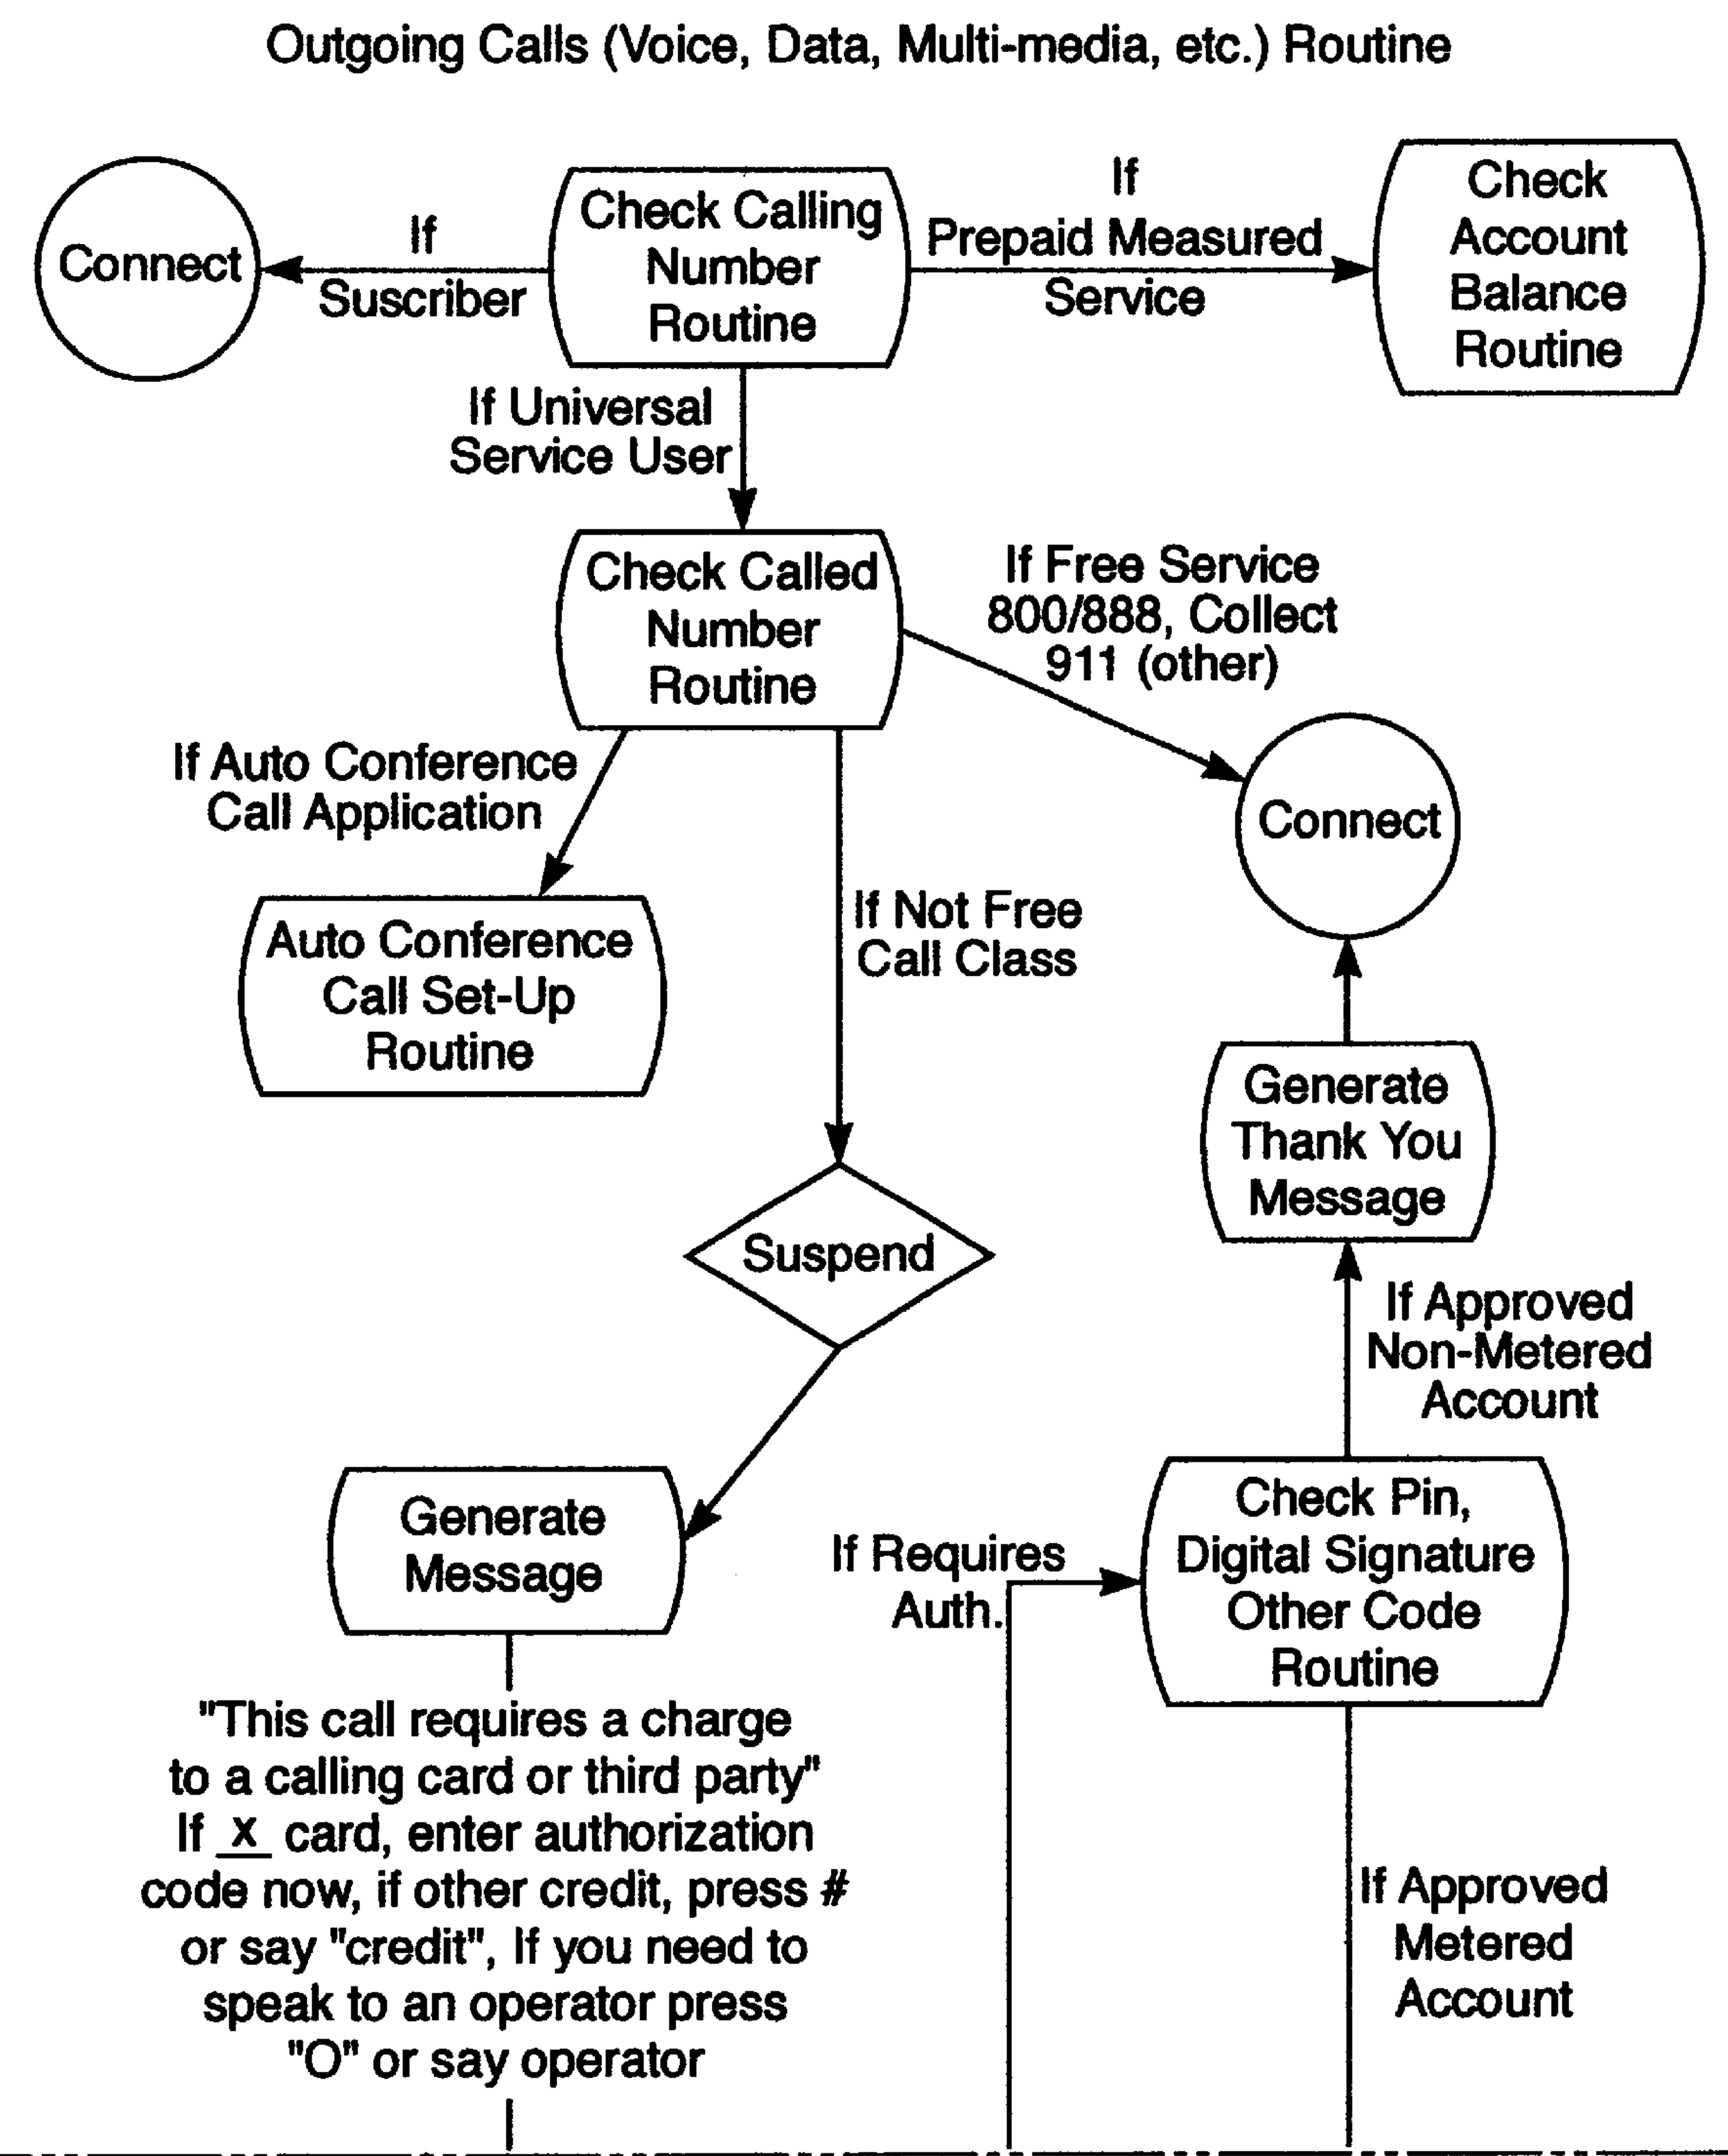 Outgoing Calls (Voice, Data, Multi-media, etc.) Routine
Connect
If
Suscriber
Check Calling
Number
Routine
If
Prepaid Measured
Service
Check
Account
Balance
Routine
If Universal
Service User
Check Called
Number
Routine
If Free Service
800/888, Collect
911 (other)
Connect
If Auto Conference
Call Application
Auto Conference
Call Set-Up
Routine
If Not Free
Call Class
Suspend
Generate
Thank You
Message
If Approved
Non-Metered
Account
Generate
Message
If Requires
Auth.
Check Pin,
Digital Signature
Other Code
Routine
"This call requires a charge
to a calling card or third party"
If x card, enter authorization
code now, if other credit, press #
or say "credit", If you need to
speak to an operator press
"O" or say operator
If Approved
Metered
Account